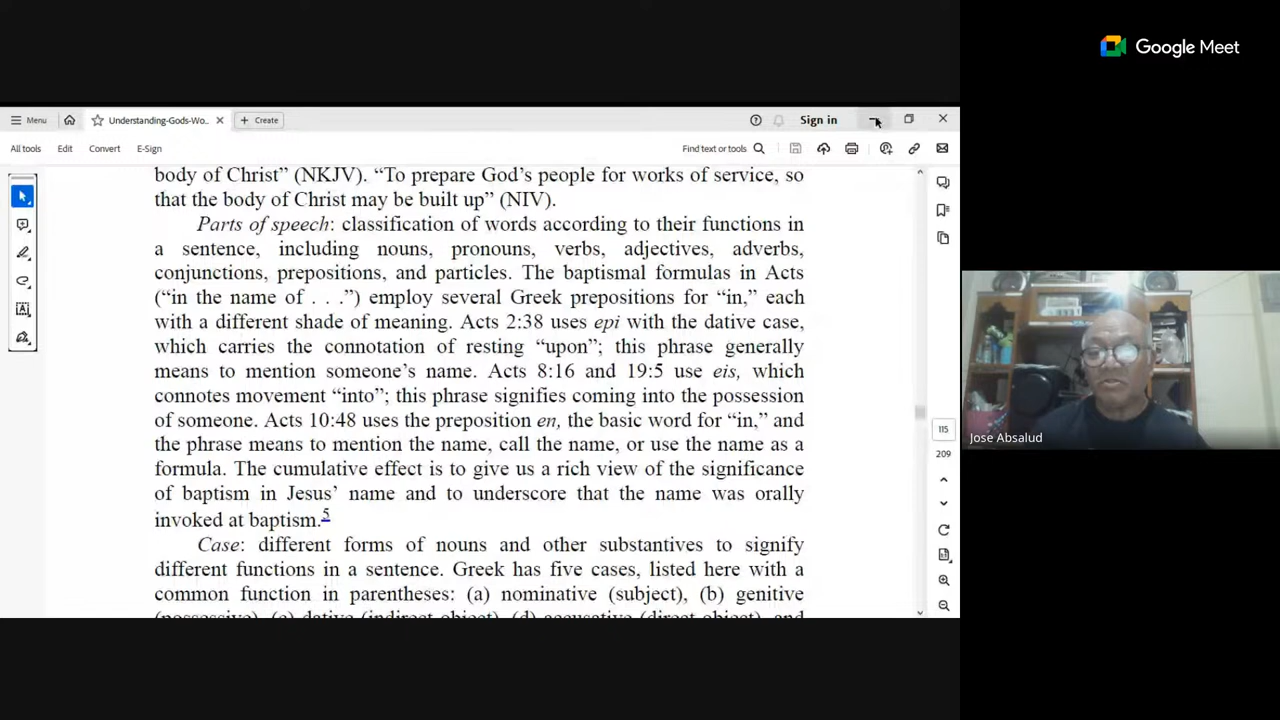 Google Meet
Menu
Understanding-Gods-Wo...
Create
Sign in
All tools
Edit
Convert
E-Sign
Find text or tools
body of Christ” (NKJV). “To prepare God’s people for works of service, so
that the body of Christ may be built up” (NIV).
Parts of speech: classification of words according to their functions in
a sentence, including nouns, pronouns, verbs, adjectives, adverbs,
conjunctions, prepositions, and particles. The baptismal formulas in Acts
(“in the name of . . .”) employ several Greek prepositions for “in,” each
with a different shade of meaning. Acts 2:38 uses epi with the dative case,
which carries the connotation of resting “upon”; this phrase generally
means to mention someone’s name. Acts 8:16 and 19:5 use eis, which
connotes movement “into”; this phrase signifies coming into the possession
of someone. Acts 10:48 uses the preposition en, the basic word for “in,” and
the phrase means to mention the name, call the name, or use the name as a
formula. The cumulative effect is to give us a rich view of the significance
of baptism in Jesus’ name and to underscore that the name was orally
invoked at baptism.5
Case: different forms of nouns and other substantives to signify
different functions in a sentence. Greek has five cases, listed here with a
common function in parentheses: (a) nominative (subject), (b) genitive
(possessive), (c) dative (indirect object), (d) accusative (direct object), and
115
209
Jose Absalud